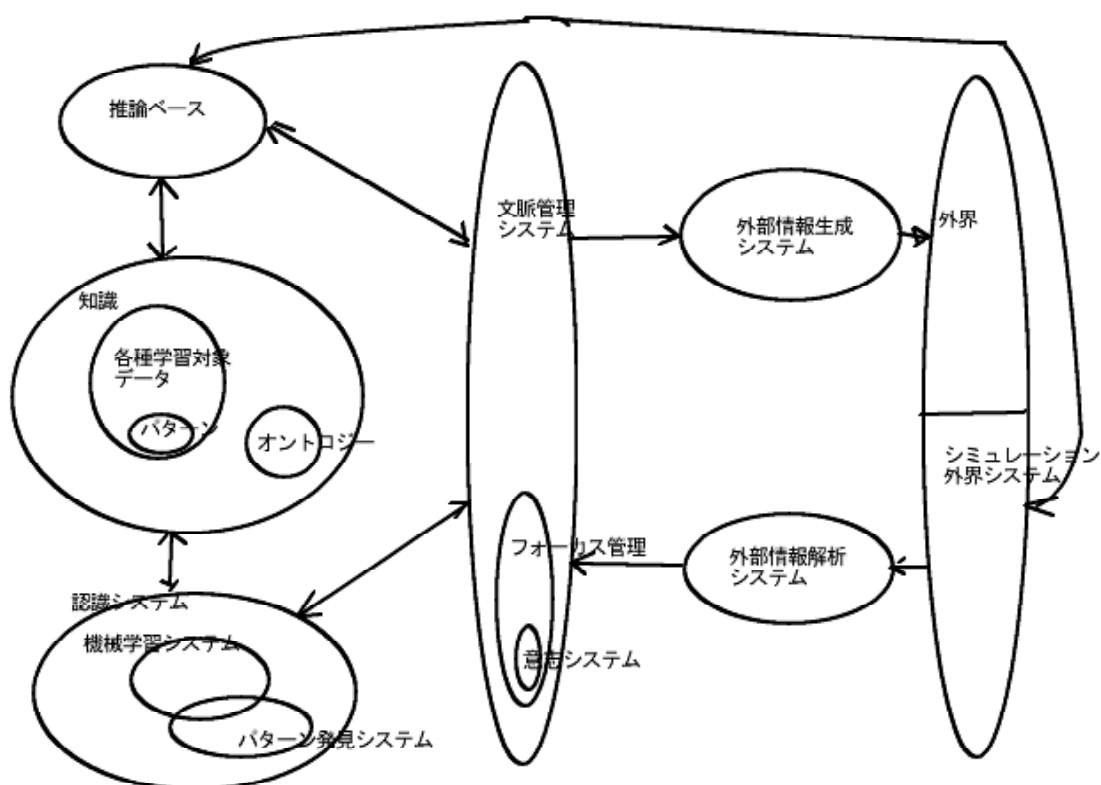 推論ベース
文脈管理
システム
外部情報生成
システム
外界
知識
各種学習対象
データ
パターン
オントロジー
シミュレーション
外界システム
フォーカス管理
外部情報解析
システム
認識システム
機械学習システム
意志システム
パターン発見システム